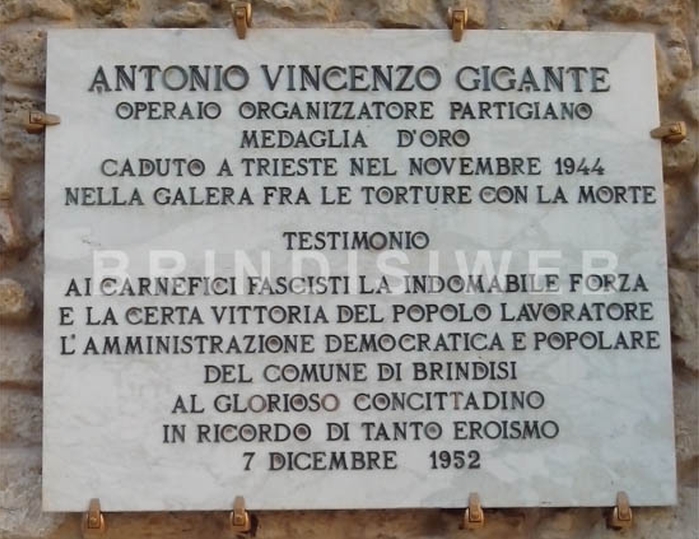 ANTONIO VINCENZO GIGANTE
OPERAIO ORGANIZZATORE PARTIGIANO
MEDAGLIA D'ORO
CADUTO A TRIESTE NEL NOVEMBRE 1944
NELLA GALERA FRA LE TORTURE CON LA MORTE
TESTIMONIO
BRINDISIWEB
AI CARNEFICI FASCISTI LA INDOMABILE FORZA
E LA CERTA VITTORIA DEL POPOLO LAVORATORE
L'AMMINISTRAZIONE DEMOCRATICA E POPOLARE
DEL COMUNE DI BRINDISI
AL GLORIOSO CONCITTADINO
IN RICORDO DI TANTO EROISMO
7 DICEMBRE 1952